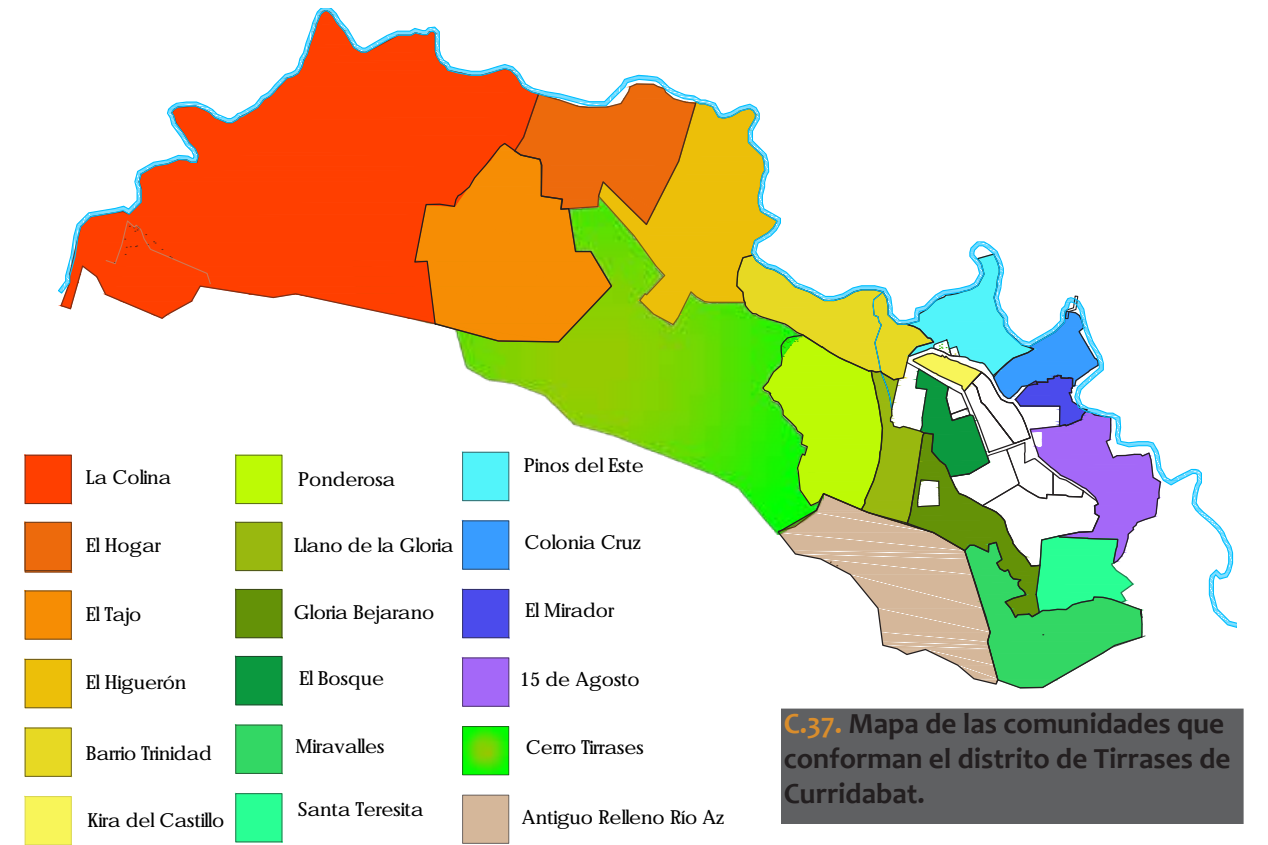 La Colina
El Hogar
El Tajo
El Higuerón
Barrio Trinidad
Kira del Castillo
Ponderosa
Llano de la Gloria
Gloria Bejarano
El Bosque
Miravalles
Santa Teresita
Pinos del Este
Colonia Cruz
El Mirador
15 de Agosto
Cerro Tirrases
Antiguo Relleno Río Az
C.37. Mapa de las comunidades que
conforman el distrito de Tirrases de
Curridabat.